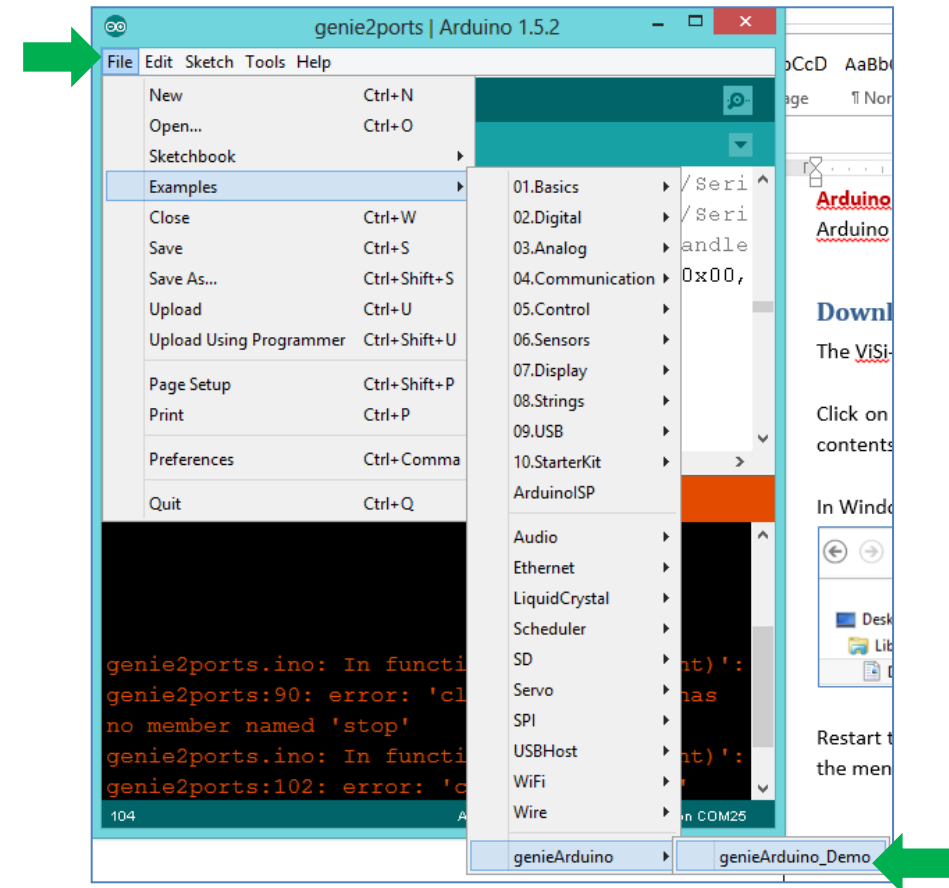 genie2ports | Arduino 1.5.2
File Edit Sketch Tools Help
New Ctrl+N
Open... Ctrl+O
Sketchbook
Examples
Close Ctrl+W
Save Ctrl+S
Save As... Ctrl+Shift+S
Upload Ctrl+U
Upload Using Programmer Ctrl+Shift+U
Page Setup Ctrl+Shift+P
Print Ctrl+P
Preferences Ctrl+Comma
Quit Ctrl+Q
01.Basics
02.Digital
03.Analog
04.Communication
05.Control
06.Sensors
07.Display
08.Strings
09.USB
10.StarterKit
ArduinoISP
Audio
Ethernet
LiquidCrystal
Scheduler
SD
Servo
SPI
USBHost
WiFi
Wire
genieArduino
genieArduino_Demo
/Seri
/Seri
andle
0x00,
genie2ports.ino: In functi nt)':
genie2ports:90: error: 'cl has
no member named 'stop'
genie2ports.ino: In functi nt)':
genie2ports:102: error: 'c
104 A on COM25
CcD AaBb
age ¶ Nor
Arduino
Arduino
Downl
The ViSi-
Click on
contents
In Windo
Desk
Lib
D
Restart t
the men